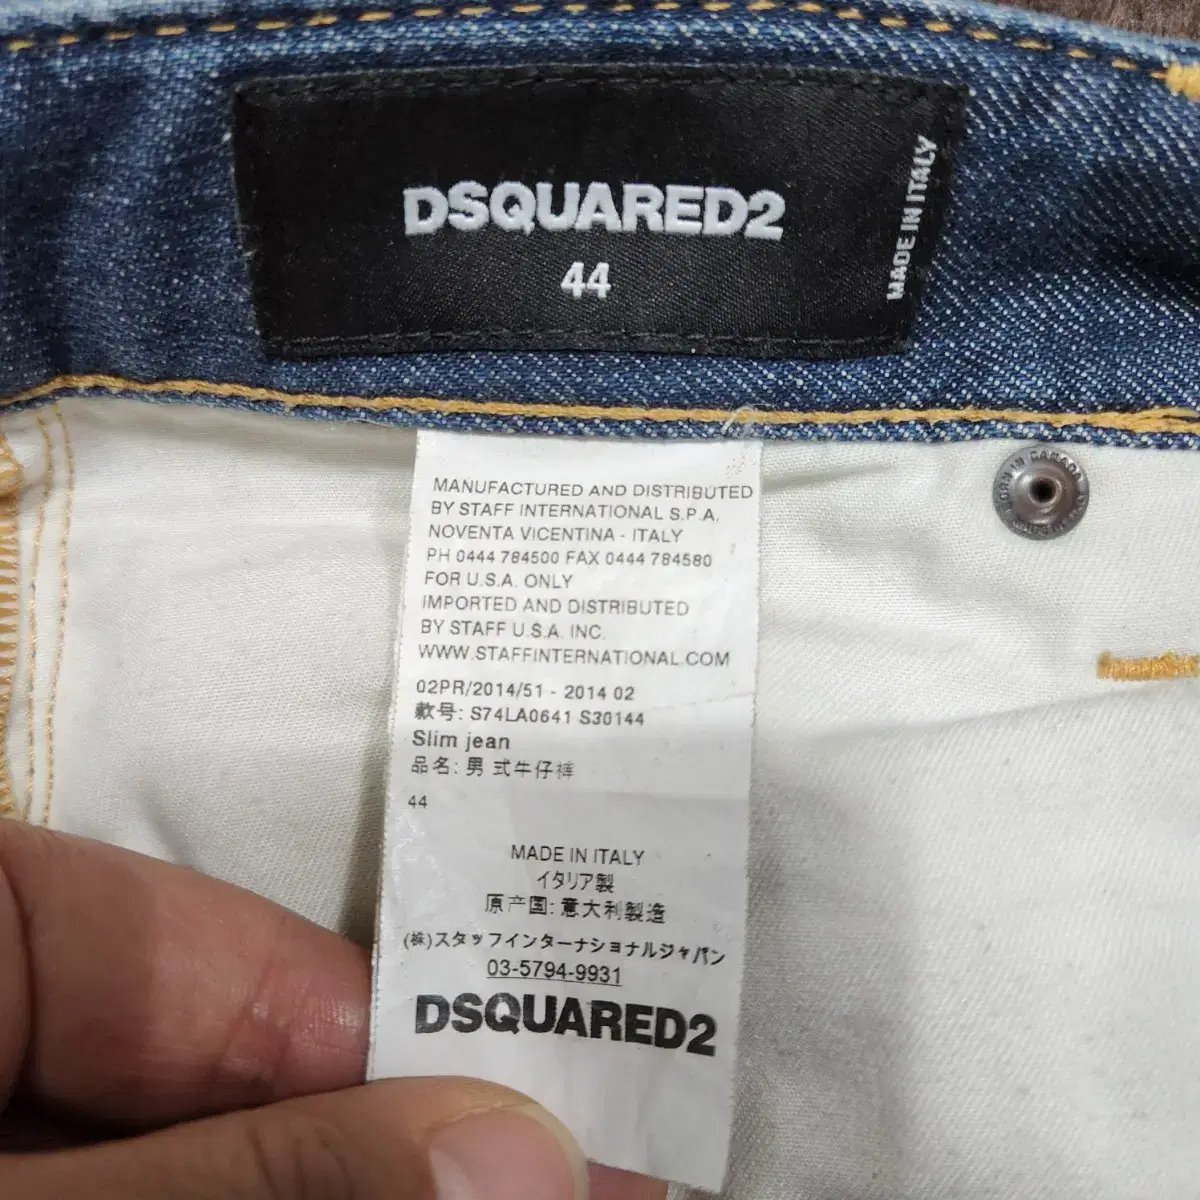 DSQUARED2
44
MADE IN ITALY
MANUFACTURED AND DISTRIBUTED
BY STAFF INTERNATIONAL S.P.A.
NOVENTA VICENTINA - ITALY
PH 0444 784500 FAX 0444 784580
FOR U.S.A. ONLY
IMPORTED AND DISTRIBUTED
BY STAFF U.S.A. INC.
WWW.STAFFINTERNATIONAL.COM
02PR/2014/51 - 2014 02
款号: S74LA0641 S30144
Slim jean
品名: 男 式牛仔裤
44
MADE IN ITALY
イタリア製
原产国: 意大利製造
(株)スタッフインターナショナルジャパン
03-5794-9931
DSQUARED2
BORN IN CANADA